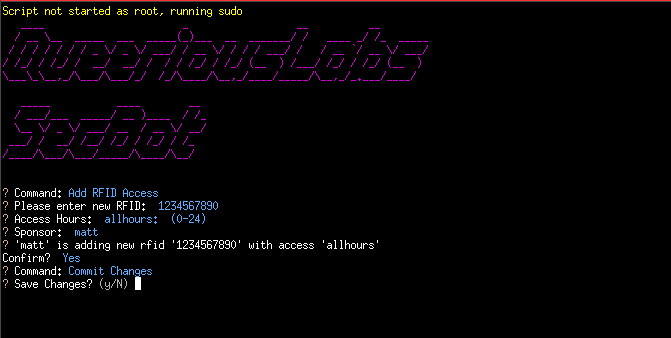 Script not started as root, running sudo
QueeriousLabs
Secbot
? Command: Add RFID Access
? Please enter new RFID:  1234567890
? Access Hours:  allhours:  (0-24)
? Sponsor:  matt
? 'matt' is adding new rfid '1234567890' with access 'allhours'
Confirm?  Yes
? Command: Commit Changes
? Save Changes? (y/N)